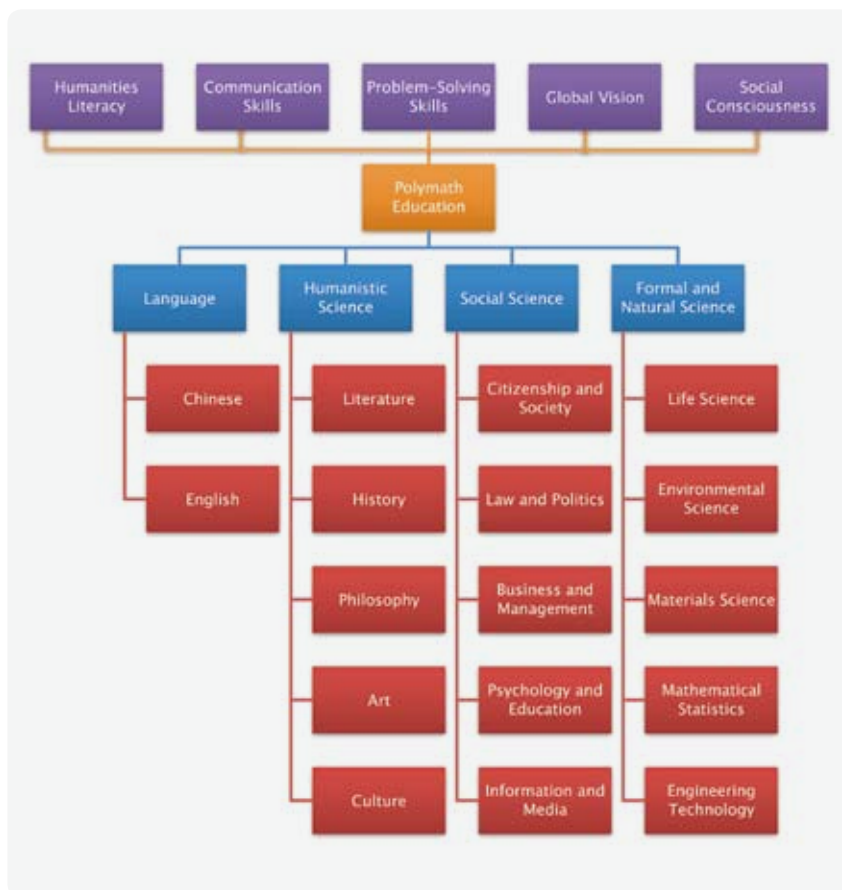 Humanities
Literacy
Communication
Skills
Problem-Solving
Skills
Global Vision
Social
Consciousness
Polymath
Education
Language
Humanistic
Science
Social Science
Formal and
Natural Science
Chinese
Literature
Citizenship and
Society
Life Science
English
History
Law and Politics
Environmental
Science
Philosophy
Business and
Management
Materials Science
Art
Psychology and
Education
Mathematical
Statistics
Culture
Information and
Media
Engineering
Technology